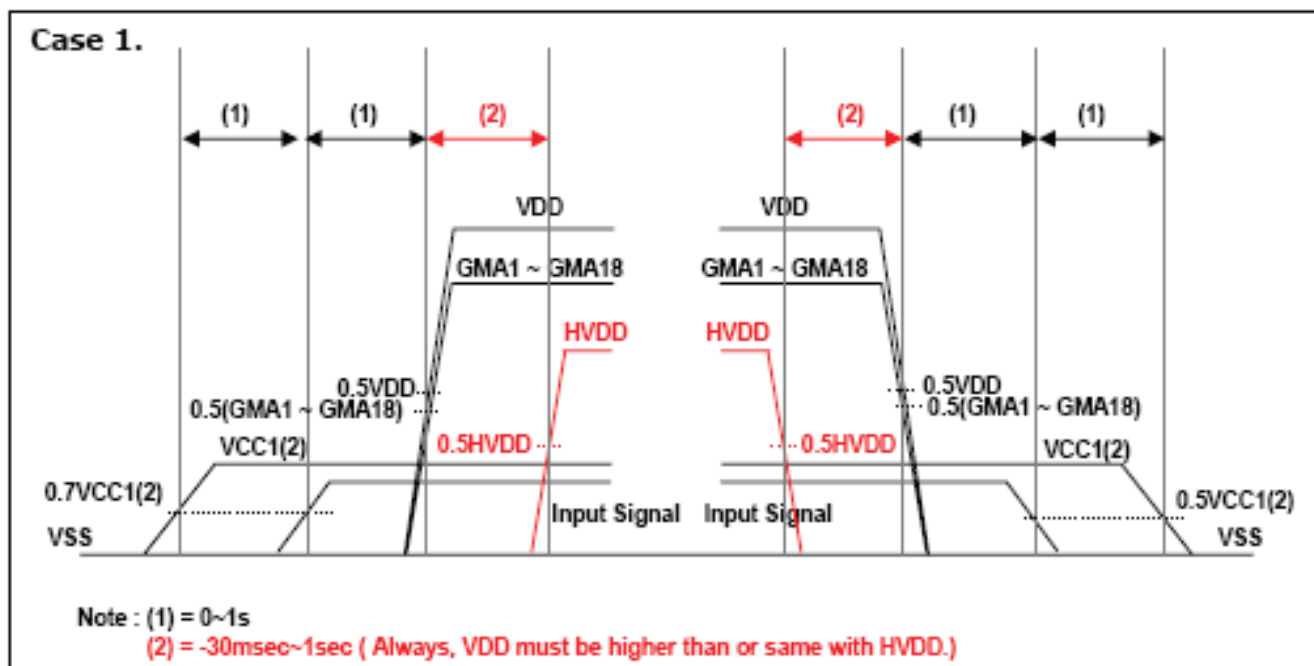 Case 1.
(1) (1) (2) (2) (1) (1)
VDD VDD
GMA1 ~ GMA18 GMA1 ~ GMA18
HVDD HVDD
0.5VDD 0.5VDD
0.5(GMA1 ~ GMA18) 0.5(GMA1 ~ GMA18)
VCC1(2) 0.5HVDD 0.5HVDD VCC1(2)
0.7VCC1(2) 0.5VCC1(2)
Input Signal Input Signal
VSS VSS
Note : (1) = 0~1s
(2) = -30msec~1sec ( Always, VDD must be higher than or same with HVDD.)